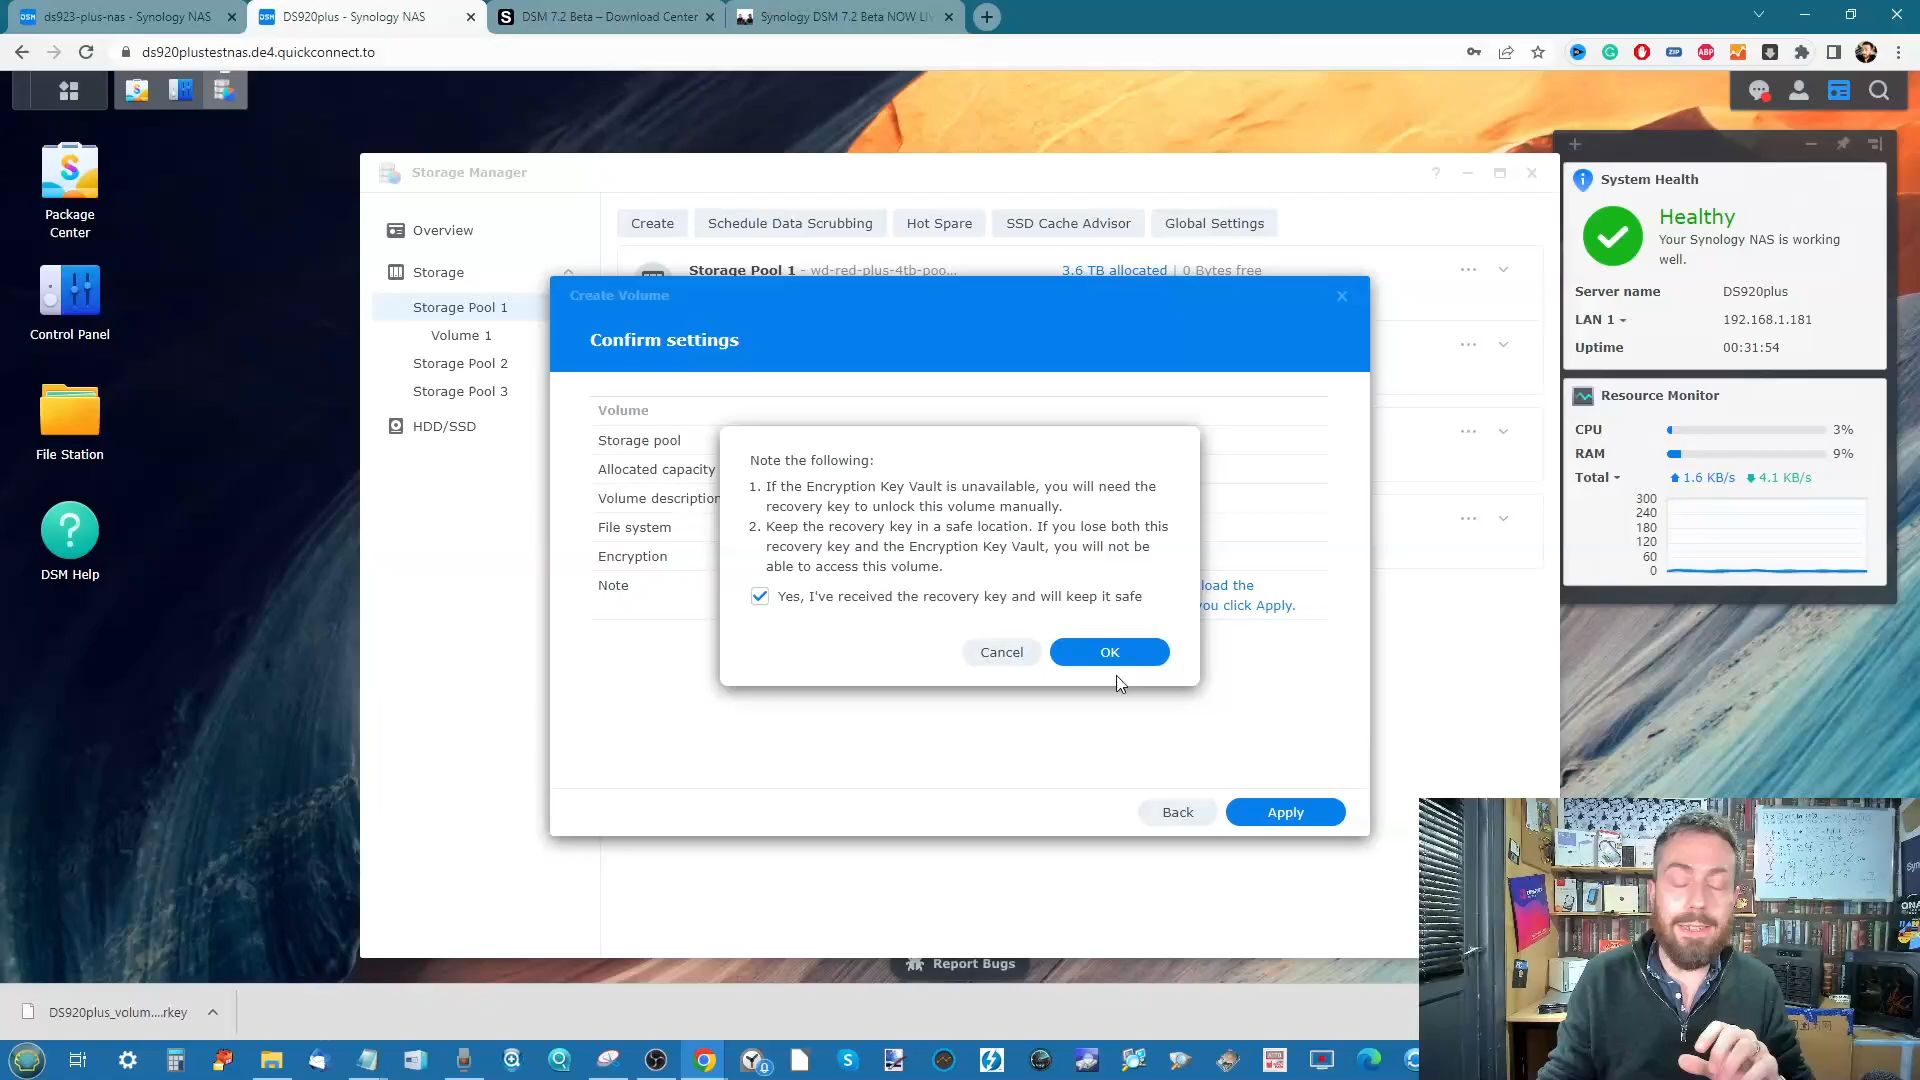 ds923-plus-nas - Synology NAS
DS920plus - Synology NAS
DSM 7.2 Beta – Download Center
Synology DSM 7.2 Beta NOW LI
ds920plustestnas.de4.quickconnect.to
Package
Center
Control Panel
File Station
DSM Help
Storage Manager
Overview
Storage
Storage Pool 1
Volume 1
Storage Pool 2
Storage Pool 3
HDD/SSD
Create
Schedule Data Scrubbing
Hot Spare
SSD Cache Advisor
Global Settings
Storage Pool 1 - wd-red-plus-4tb-poo...
3.6 TB allocated | 0 Bytes free
Create Volume
Confirm settings
Volume
Storage pool
Allocated capacity
Volume description
File system
Encryption
Note
load the
you click Apply.
Note the following:
1. If the Encryption Key Vault is unavailable, you will need the
recovery key to unlock this volume manually.
2. Keep the recovery key in a safe location. If you lose both this
recovery key and the Encryption Key Vault, you will not be
able to access this volume.
Yes, I've received the recovery key and will keep it safe
Cancel
OK
Back
Apply
System Health
Healthy
Your Synology NAS is working
well.
Server name DS920plus
LAN 1 192.168.1.181
Uptime 00:31:54
Resource Monitor
CPU 3%
RAM 9%
Total 1.6 KB/s 4.1 KB/s
300
240
180
120
60
0
Report Bugs
DS920plus_volum....rkey